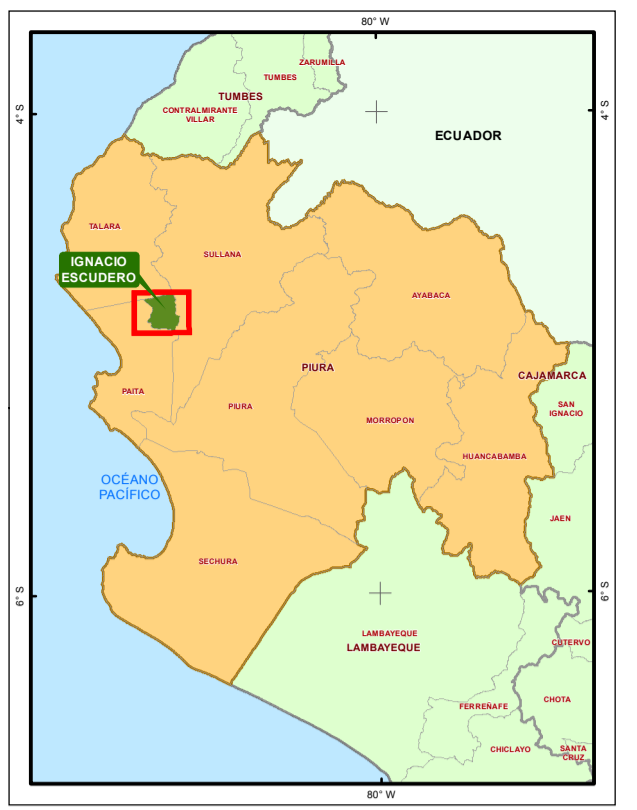 80° W
ZARUMILLA
TUMBES
TUMBES
CONTRALMIRANTE
VILLAR
4° S
4° S
ECUADOR
TALARA
SULLANA
IGNACIO
ESCUDERO
AYABACA
PIURA
CAJAMARCA
PAITA
PIURA
SAN
IGNACIO
MORROPON
HUANCABAMBA
OCÉANO
PACÍFICO
JAEN
SECHURA
6° S
6° S
LAMBAYEQUE
LAMBAYEQUE
CUTERVO
FERREÑAFE
CHOTA
CHICLAYO
SANTA
CRUZ
80° W